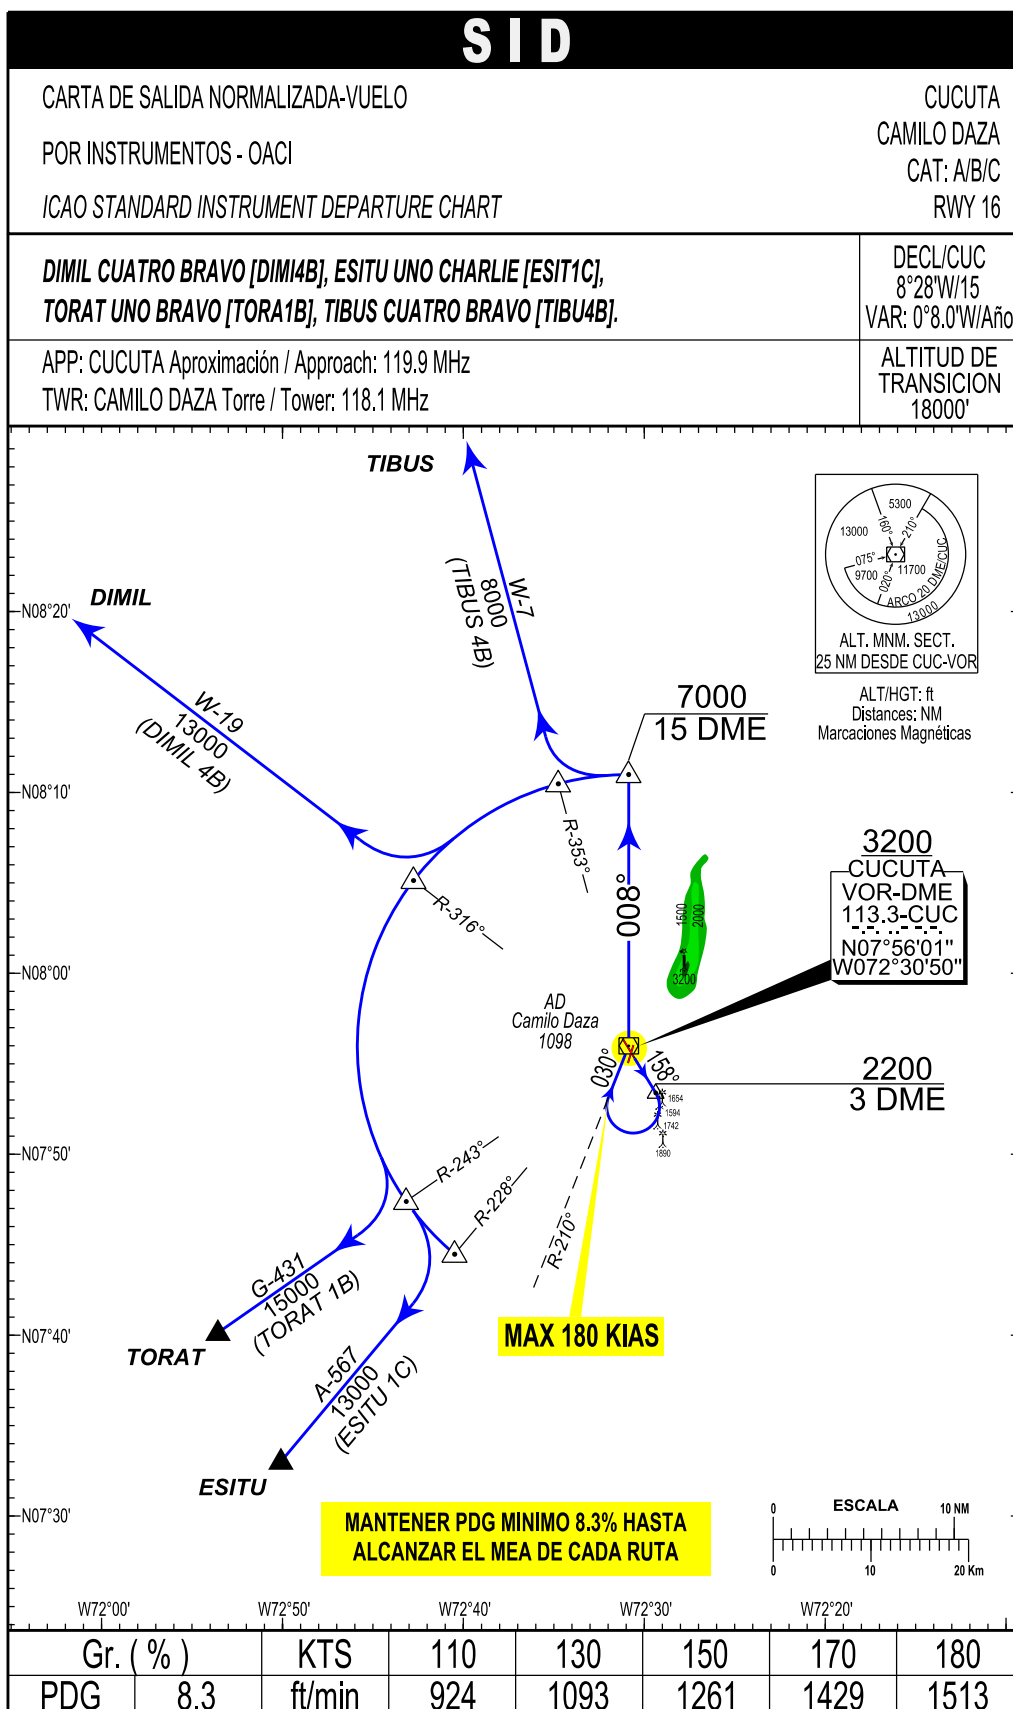 SID
CARTA DE SALIDA NORMALIZADA-VUELO
POR INSTRUMENTOS - OACI
ICAO STANDARD INSTRUMENT DEPARTURE CHART
CUCUTA
CAMILO DAZA
CAT: A/B/C
RWY 16
DIMIL CUATRO BRAVO [DIMI4B], ESITU UNO CHARLIE [ESIT1C],
TORAT UNO BRAVO [TORA1B], TIBUS CUATRO BRAVO [TIBU4B].
DECL/CUC
8°28'W/15
VAR: 0°8.0'W/Año
APP: CUCUTA Aproximación / Approach: 119.9 MHz
TWR: CAMILO DAZA Torre / Tower: 118.1 MHz
ALTITUD DE
TRANSICION
18000'
TIBUS
W-7
8000
(TIBUS 4B)
5300
13000
160°
210°
075°
9700
11700
020°
ARCO 20 DME/CUC
13000
ALT. MNM. SECT.
25 NM DESDE CUC-VOR
ALT/HGT: ft
Distances: NM
Marcaciones Magnéticas
DIMIL
N08°20'
W-19
13000
(DIMIL 4B)
7000
15 DME
N08°10'
R-353°
R-316°
008°
1600
2000
3200
3200
CUCUTA
VOR-DME
113.3-CUC
N07°56'01"
W072°30'50"
N08°00'
AD
Camilo Daza
1098
030°
158°
2200
3 DME
1654
1594
1742
1890
N07°50'
R-243°
R-228°
R-210°
G-431
15000
(TORAT 1B)
TORAT
MAX 180 KIAS
N07°40'
A-567
13000
(ESITU 1C)
ESITU
N07°30'
MANTENER PDG MINIMO 8.3% HASTA
ALCANZAR EL MEA DE CADA RUTA
0 ESCALA 10 NM
0 10 20 Km
W72°00' W72°50' W72°40' W72°30' W72°20'
Gr. ( % ) KTS 110 130 150 170 180
PDG 8.3 ft/min 924 1093 1261 1429 1513